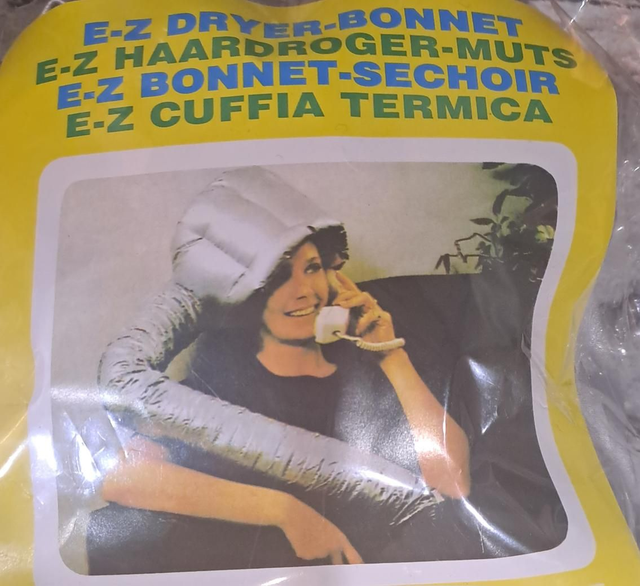 E-Z DRYER-BONNET
E-Z HAARDROGER-MUTS
E-Z BONNET-SECHOIR
E-Z CUFFIA TERMICA